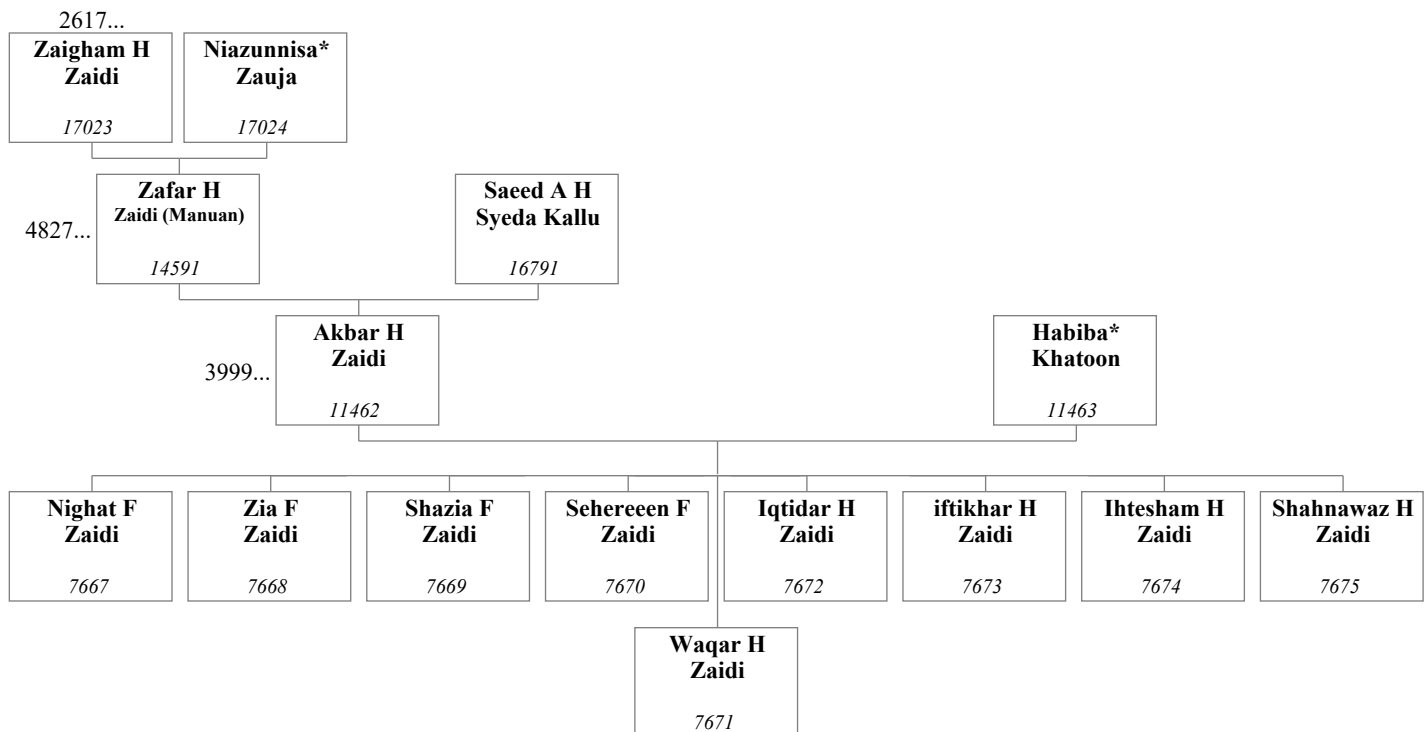 2617...
Zaigham H
Zaidi
17023
Niazunnisa*
Zauja
17024
4827...
Zafar H
Zaidi (Manuan)
14591
Saeed A H
Syeda Kallu
16791
3999...
Akbar H
Zaidi
11462
Habiba*
Khatoon
11463
Nighat F
Zaidi
7667
Zia F
Zaidi
7668
Shazia F
Zaidi
7669
Sehereeen F
Zaidi
7670
Iqtidar H
Zaidi
7672
iftikhar H
Zaidi
7673
Ihtesham H
Zaidi
7674
Shahnawaz H
Zaidi
7675
Waqar H
Zaidi
7671